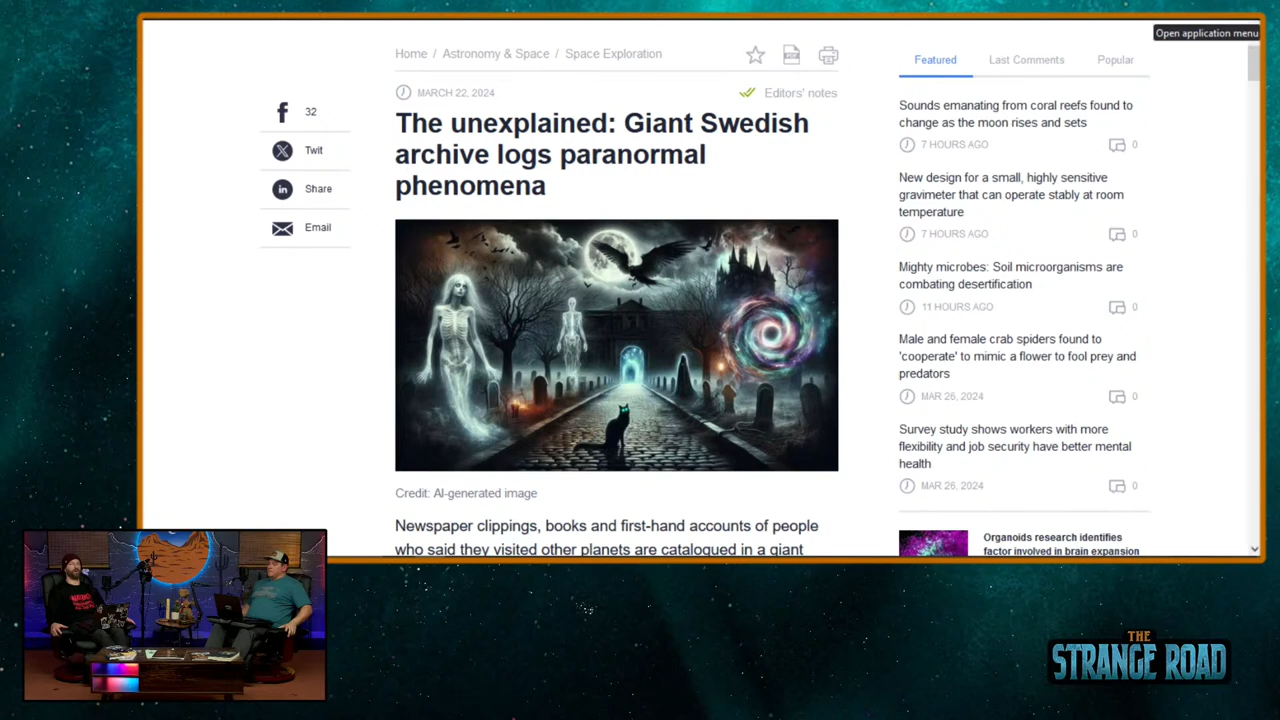 Open application menu
Home / Astronomy & Space / Space Exploration
MARCH 22, 2024
Editors' notes
The unexplained: Giant Swedish
archive logs paranormal
phenomena
32
Twit
Share
Email
Credit: AI-generated image
Newspaper clippings, books and first-hand accounts of people
who said they visited other planets are catalogued in a giant
Featured
Last Comments
Popular
Sounds emanating from coral reefs found to
change as the moon rises and sets
7 HOURS AGO
0
New design for a small, highly sensitive
gravimeter that can operate stably at room
temperature
7 HOURS AGO
0
Mighty microbes: Soil microorganisms are
combating desertification
11 HOURS AGO
0
Male and female crab spiders found to
'cooperate' to mimic a flower to fool prey and
predators
MAR 26, 2024
0
Survey study shows workers with more
flexibility and job security have better mental
health
MAR 26, 2024
0
Organoids research identifies
factor involved in brain expansion
THE
STRANGE ROAD